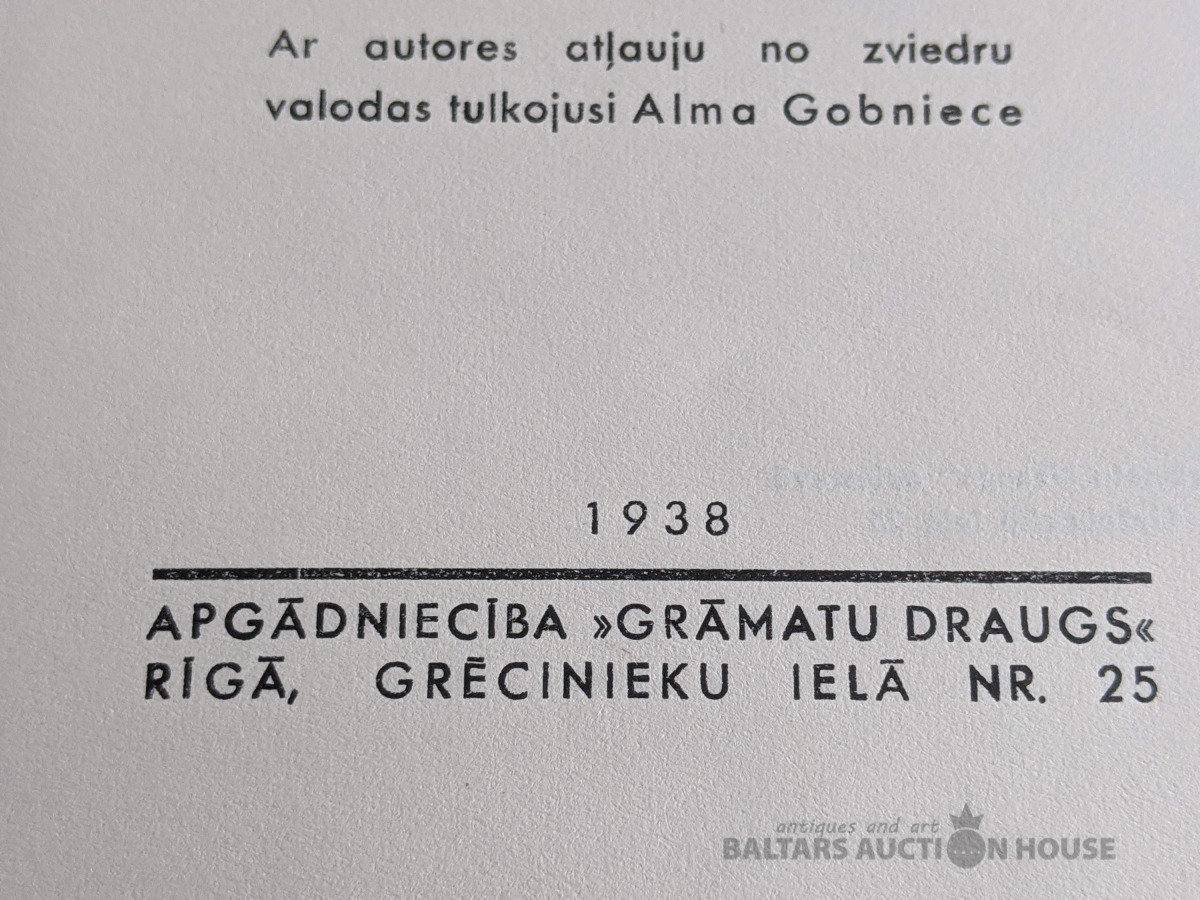 Ar autores atļauju no zviedru
valodas tulkojusi Alma Gobniece
1938
APGĀDNIECĪBA »GRĀMATU DRAUGS«
RĪGĀ, GRĒCINIEKU IELĀ NR. 25
antiques and art
BALTARS AUCTION HOUSE